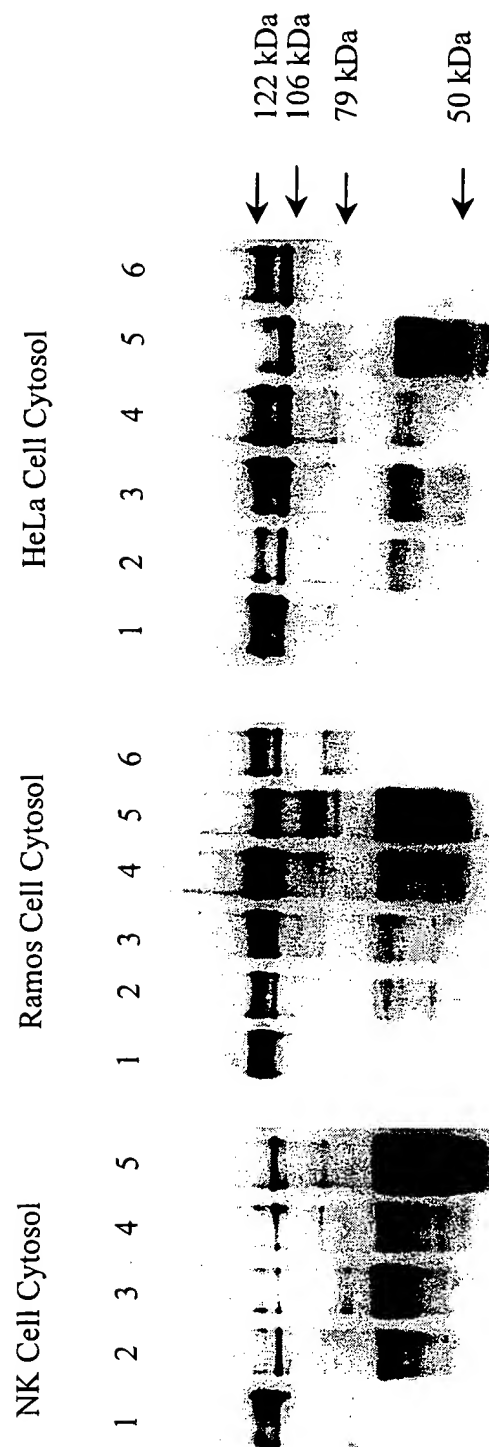 NK Cell Cytosol
1 2 3 4 5
Ramos Cell Cytosol
1 2 3 4 5 6
HeLa Cell Cytosol
1 2 3 4 5 6
122 kDa
106 kDa
79 kDa
50 kDa